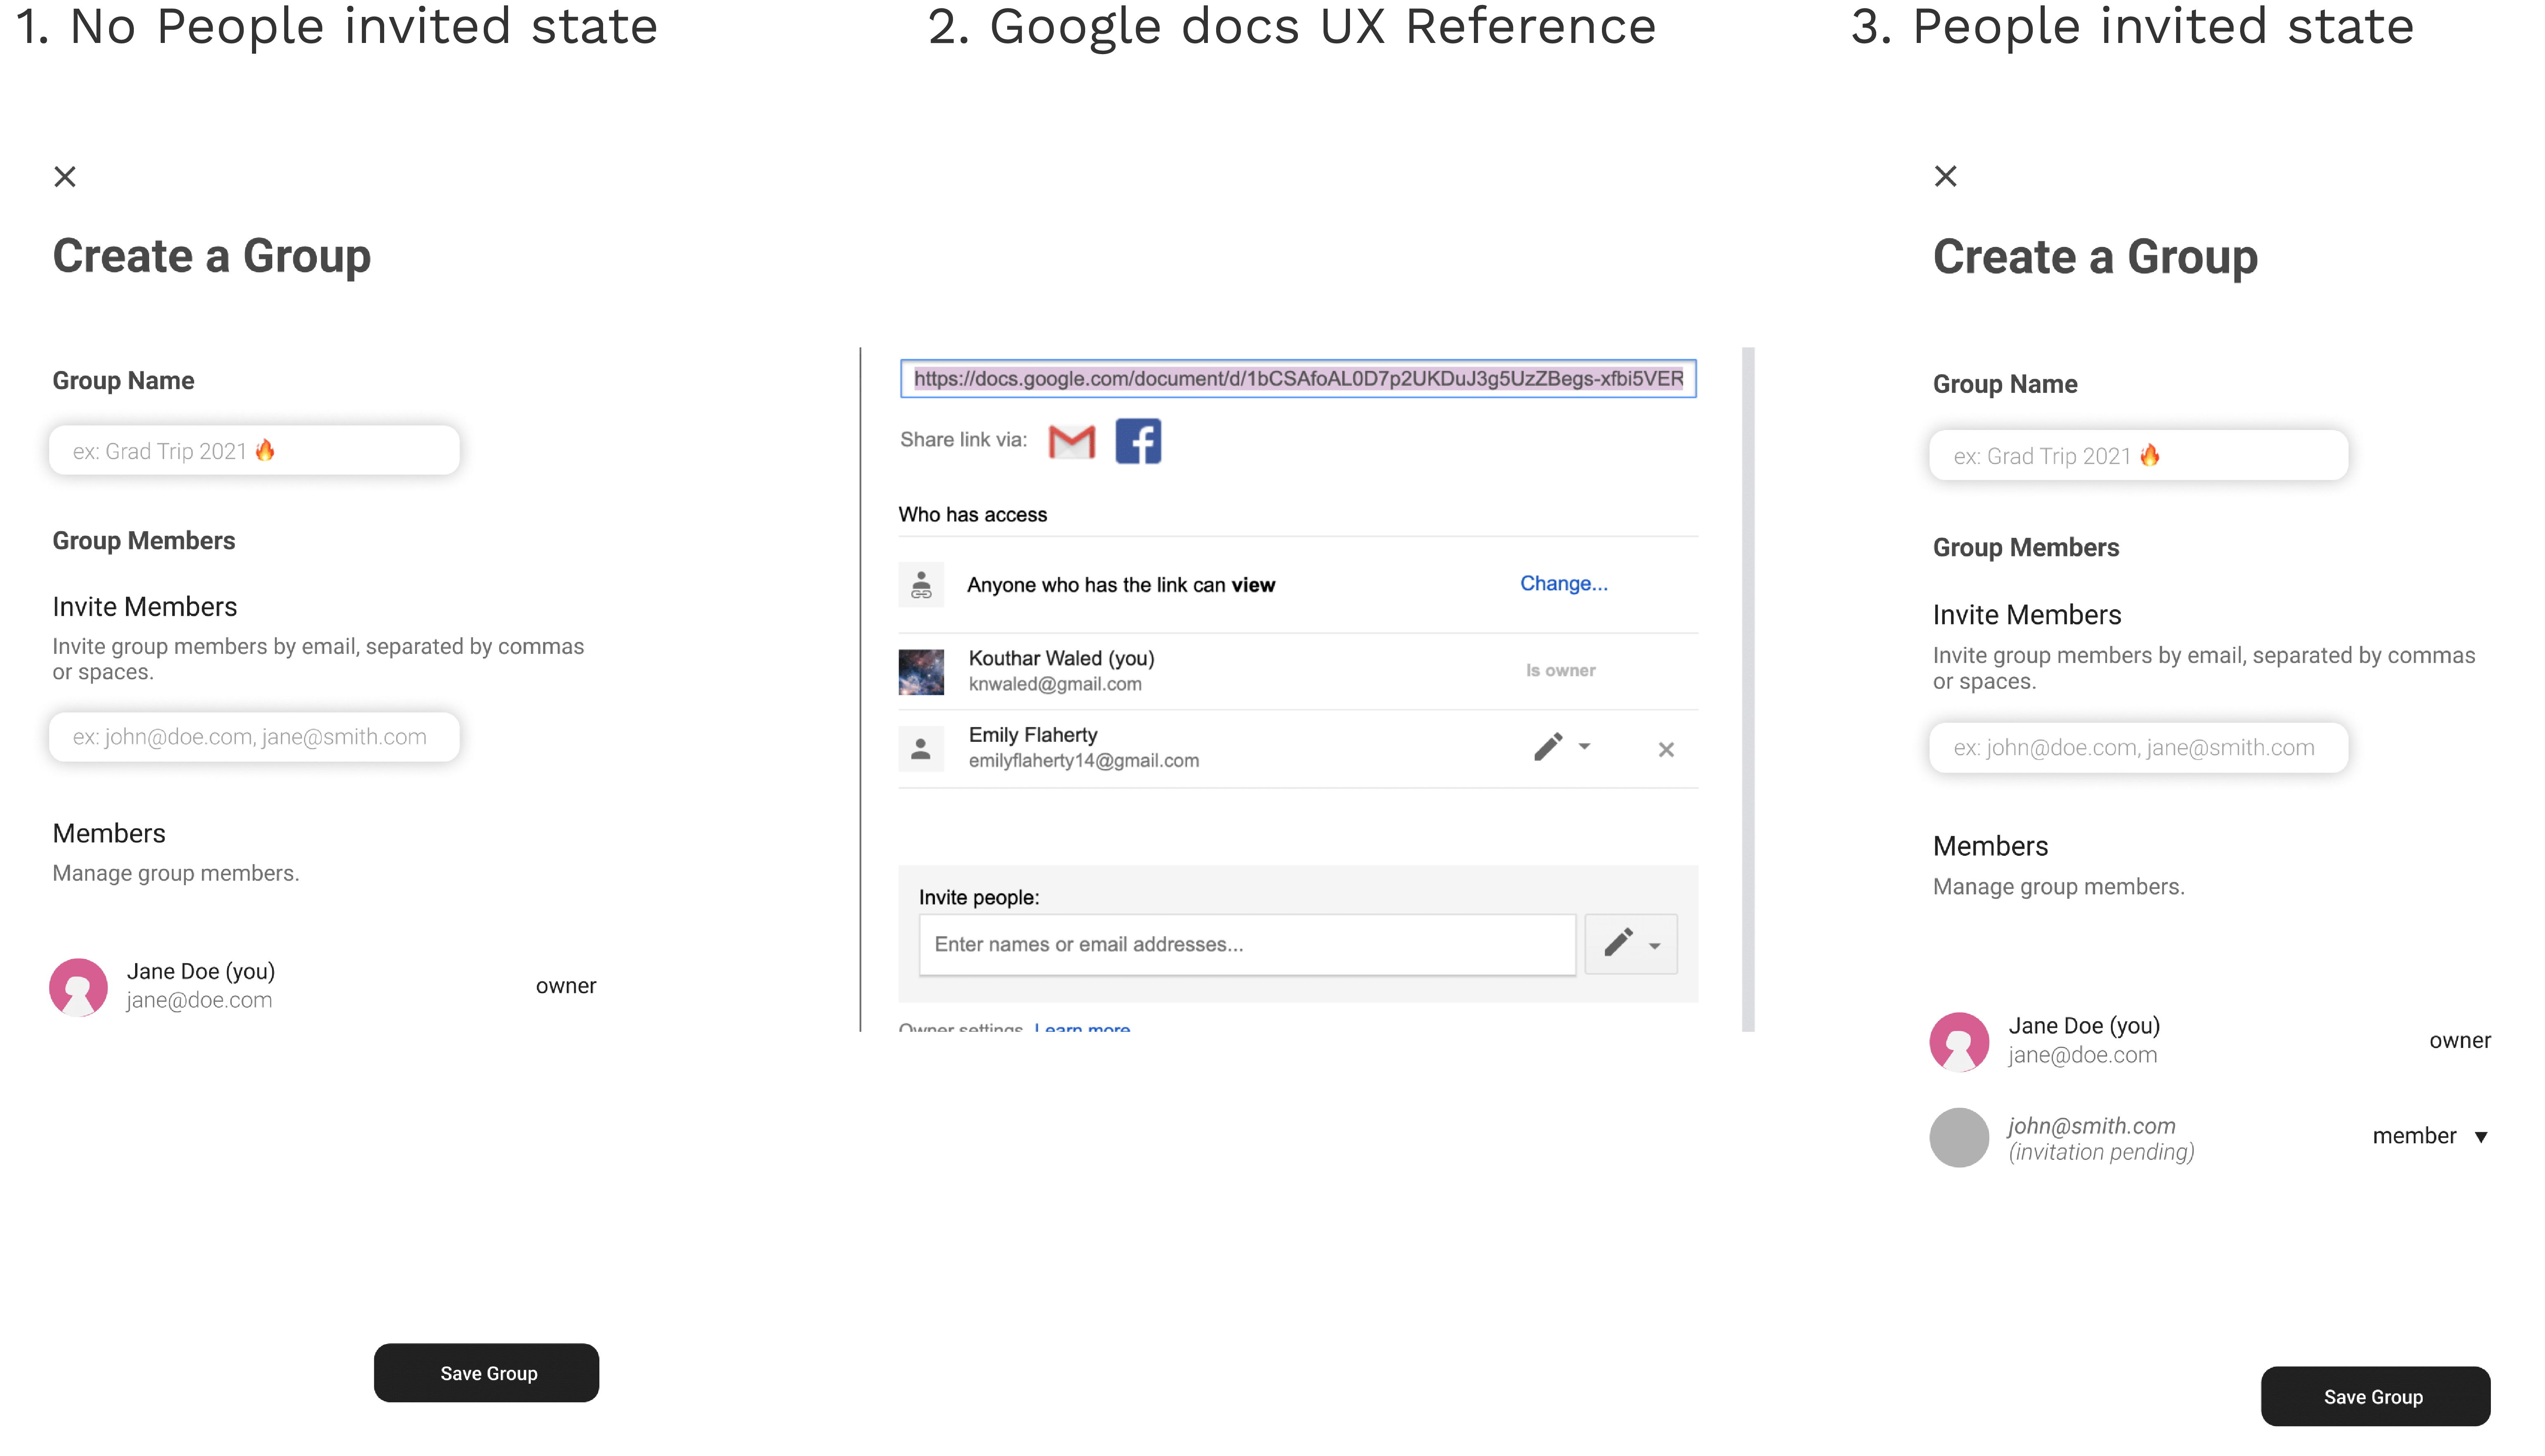 1. No People invited state
Create a Group
Group Name
ex: Grad Trip 2021 🔥
Group Members
Invite Members
Invite group members by email, separated by commas
or spaces.
ex: john@doe.com, jane@smith.com
Members
Manage group members.
Jane Doe (you)
owner
jane@doe.com
Save Group
2. Google docs UX Reference
https://docs.google.com/document/d/1bCSAfoAL0D7p2UKDuJ3g5UzZBegs-xfbi5VER
Share link via:
Who has access
Anyone who has the link can view
Change...
Kouthar Waled (you)
Is owner
knwaled@gmail.com
Emily Flaherty
emilyflaherty14@gmail.com
Invite people:
Enter names or email addresses...
Owner settings Learn more
3. People invited state
Create a Group
Group Name
ex: Grad Trip 2021 🔥
Group Members
Invite Members
Invite group members by email, separated by commas
or spaces.
ex: john@doe.com, jane@smith.com
Members
Manage group members.
Jane Doe (you)
owner
jane@doe.com
john@smith.com
member
(invitation pending)
Save Group